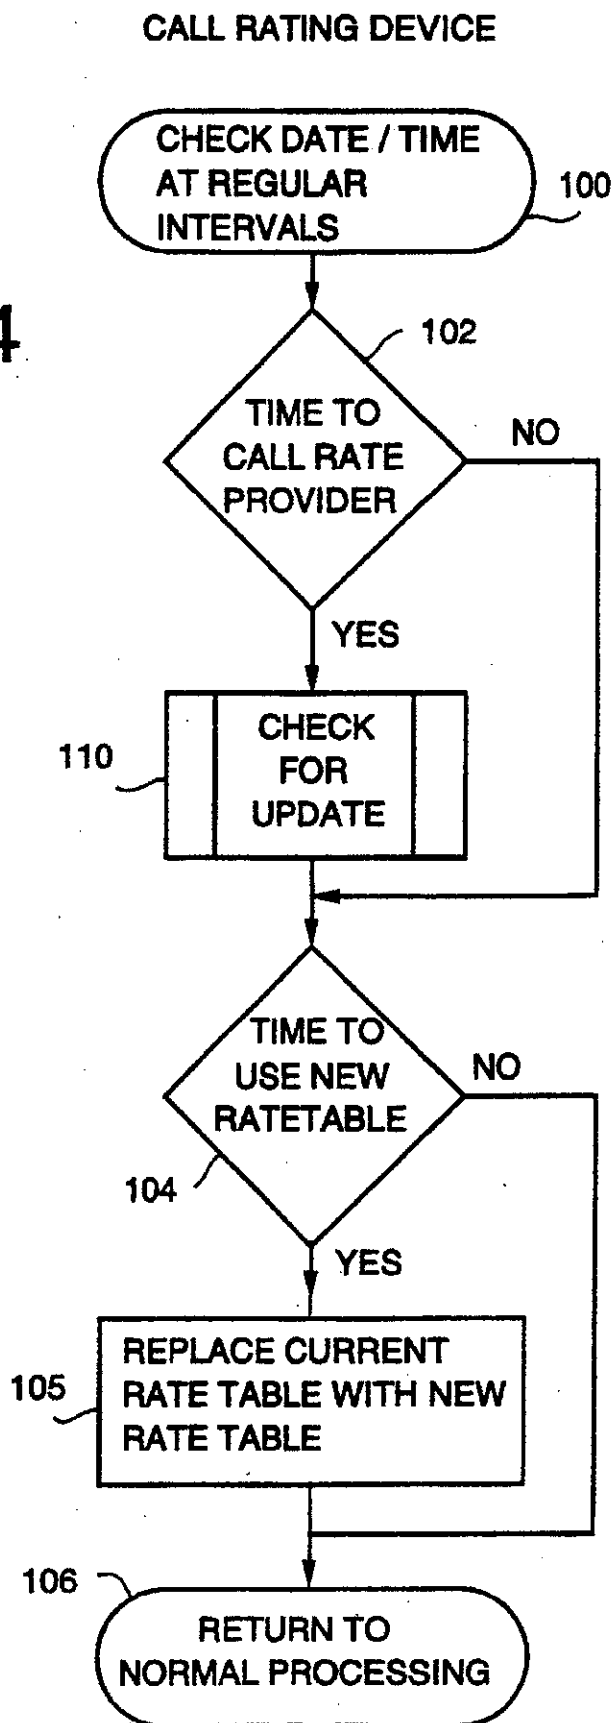 CALL RATING DEVICE
CHECK DATE / TIME
AT REGULAR
INTERVALS
100
4
102
TIME TO
CALL RATE
PROVIDER
NO
YES
110
CHECK
FOR
UPDATE
TIME TO
USE NEW
RATETABLE
NO
104
YES
105
REPLACE CURRENT
RATE TABLE WITH NEW
RATE TABLE
106
RETURN TO
NORMAL PROCESSING